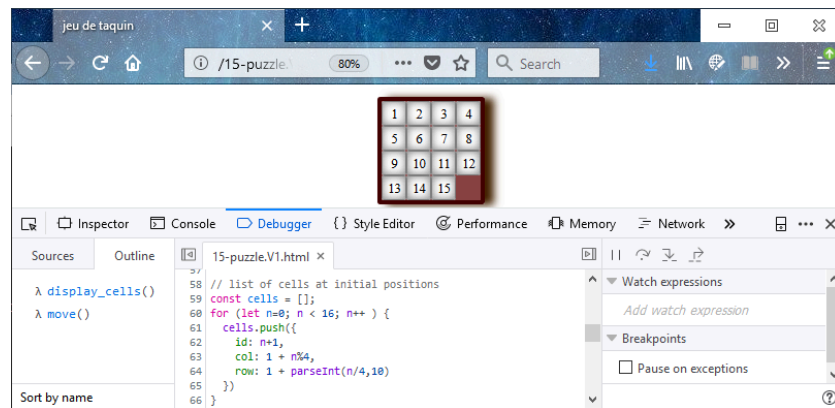 jeu de taquin
/15-puzzle. 80% Search
1 2 3 4
5 6 7 8
9 10 11 12
13 14 15
Inspector Console Debugger {} Style Editor Performance Memory Network
Sources Outline 15-puzzle.V1.html ×
57
58 // list of cells at initial positions
59 const cells = [];
60 for (let n=0; n < 16; n++ ) {
61 cells.push({
62 id: n+1,
63 col: 1 + n%4,
64 row: 1 + parseInt(n/4,10)
65 })
66 }
λ display_cells()
λ move()
Sort by name
Watch expressions
Add watch expression
Breakpoints
Pause on exceptions